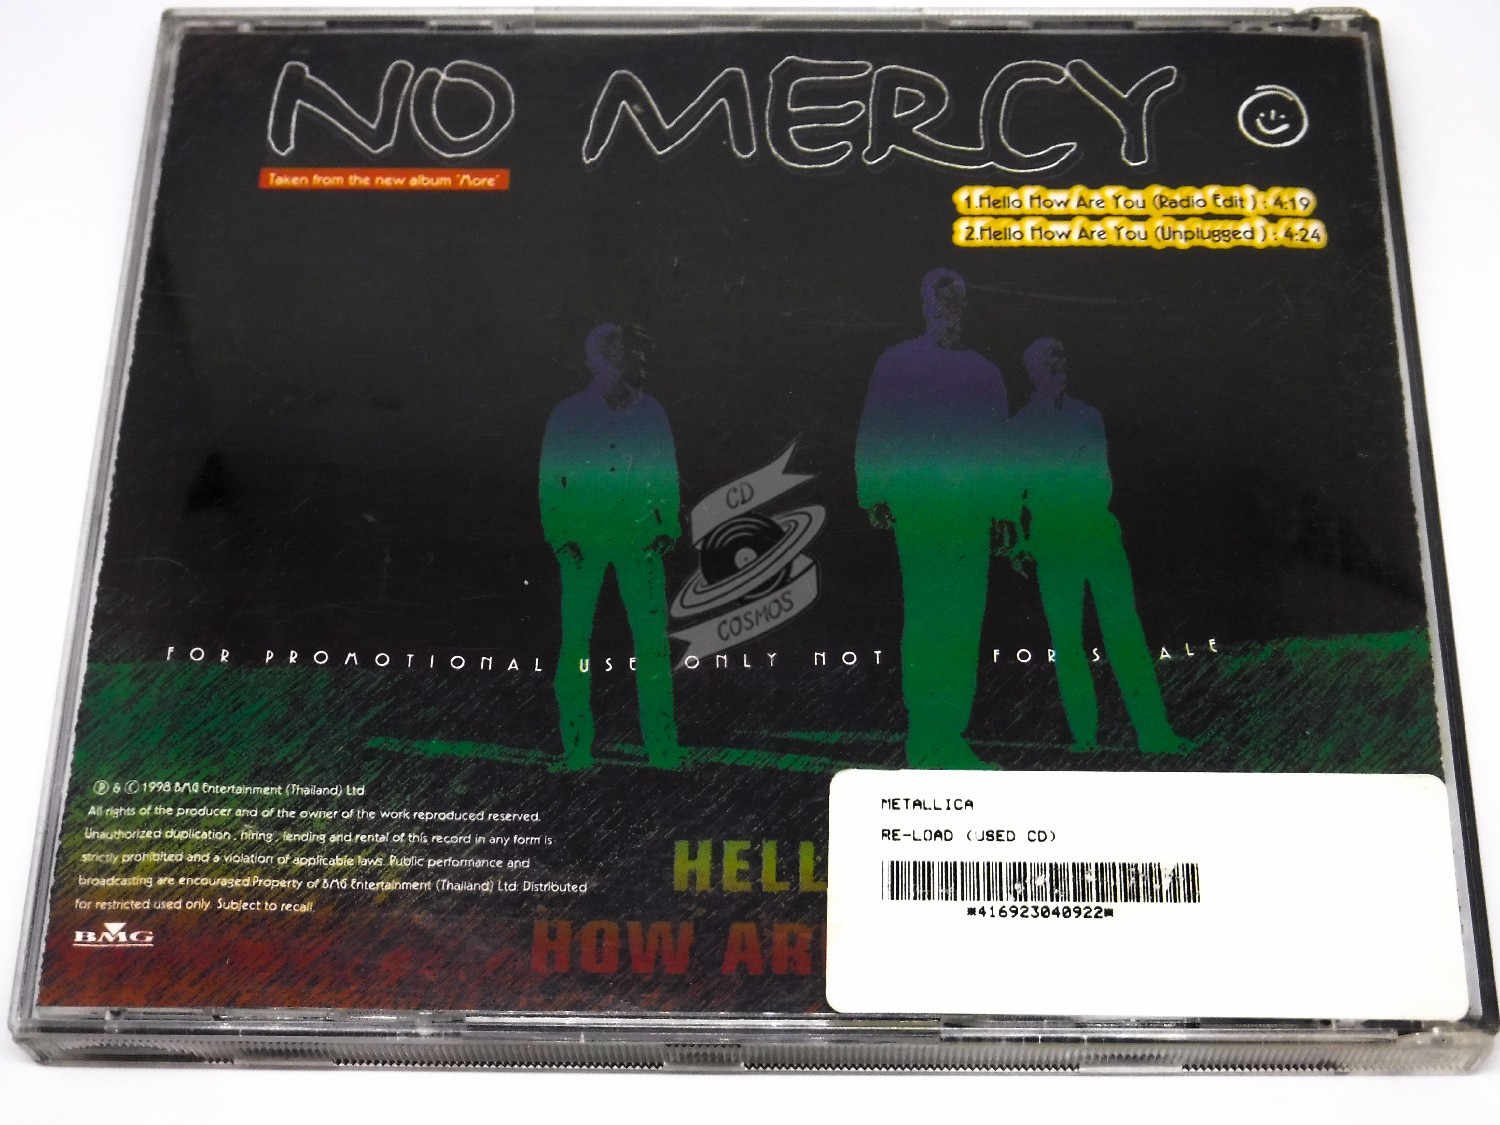 NO MERCY
Taken from the new album "More"
1.Hello How Are You (Radio Edit ) : 4:19
2.Hello How Are You (Unplugged ) : 4:24
CD
COSMOS
FOR PROMOTIONAL USE ONLY NOT FOR SALE
Ⓟ & Ⓒ 1998 BMG Entertainment (Thailand) Ltd
All rights of the producer and of the owner of the work reproduced reserved.
Unauthorized duplication , hiring , lending and rental of this record in any form is
strictly prohibited and a violation of applicable laws. Public performance and
broadcasting are encouraged.Property of BMG Entertainment (Thailand) Ltd. Distributed
for restricted used only. Subject to recall.
BMG
HELL
HOW AR
METALLICA
RE-LOAD (USED CD)
*416923040922*